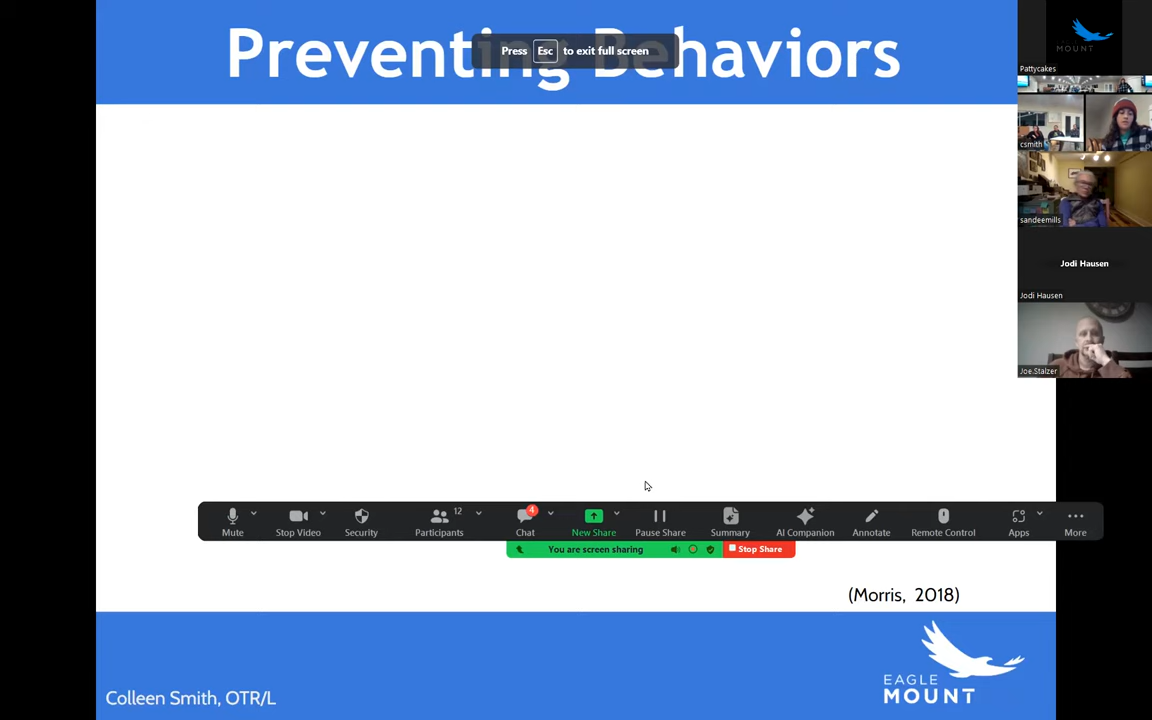 Preventing Behaviors
Press Esc to exit full screen
MOUNT
Pattycakes
csmith
sandeemills
Jodi Hausen
Jodi Hausen
Joe.Stalzer
Mute
Stop Video
Security
12
Participants
4
Chat
New Share
Pause Share
Summary
AI Companion
Annotate
Remote Control
Apps
More
You are screen sharing
Stop Share
(Morris, 2018)
Colleen Smith, OTR/L
EAGLE
MOUNT